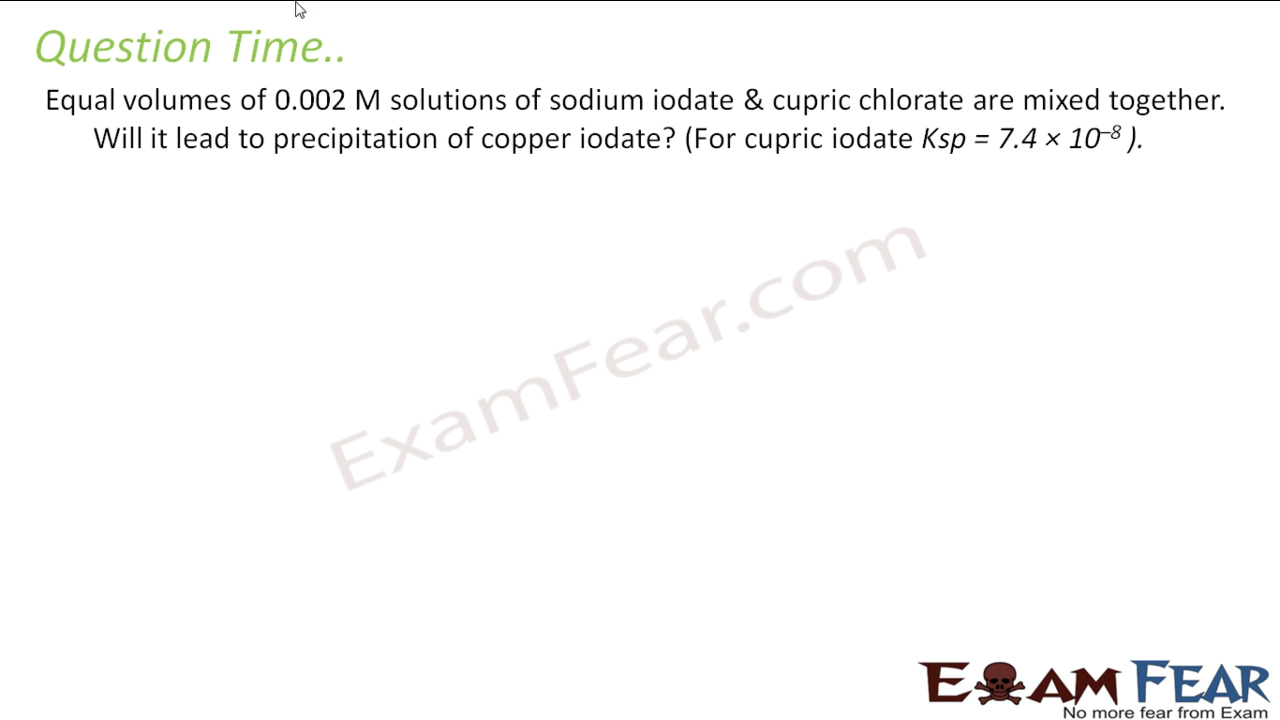 Question Time..
Equal volumes of 0.002 M solutions of sodium iodate & cupric chlorate are mixed together.
Will it lead to precipitation of copper iodate? (For cupric iodate Ksp = 7.4 × 10⁻⁸ ).
ExamFear.com
EXAM FEAR
No more fear from Exam